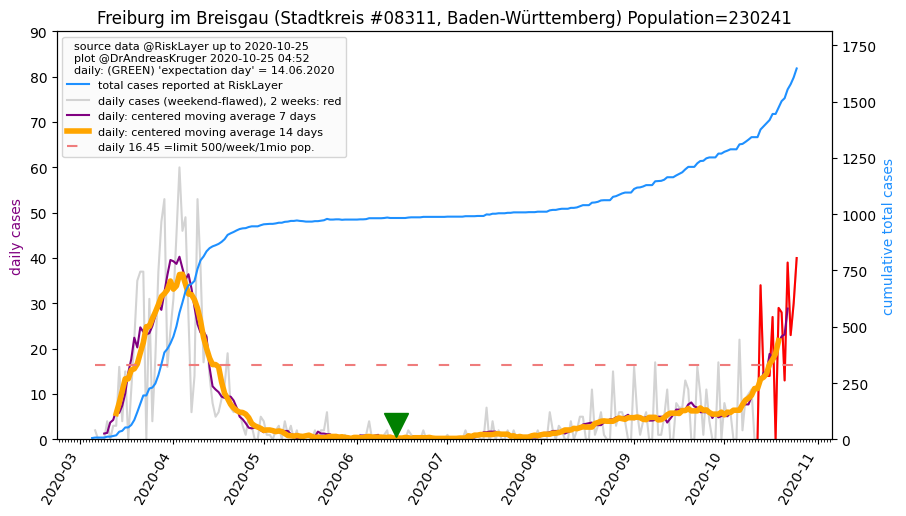 Freiburg im Breisgau (Stadtkreis #08311, Baden-Württemberg) Population=230241
source data @RiskLayer up to 2020-10-25
plot @DrAndreasKruger 2020-10-25 04:52
daily: (GREEN) 'expectation day' = 14.06.2020
total cases reported at RiskLayer
daily cases (weekend-flawed), 2 weeks: red
daily: centered moving average 7 days
daily: centered moving average 14 days
daily 16.45 =limit 500/week/1mio pop.
daily cases
90
80
70
60
50
40
30
20
10
0
1750
1500
1250
1000
750
500
250
0
cumulative total cases
2020-03
2020-04
2020-05
2020-06
2020-07
2020-08
2020-09
2020-10
2020-11